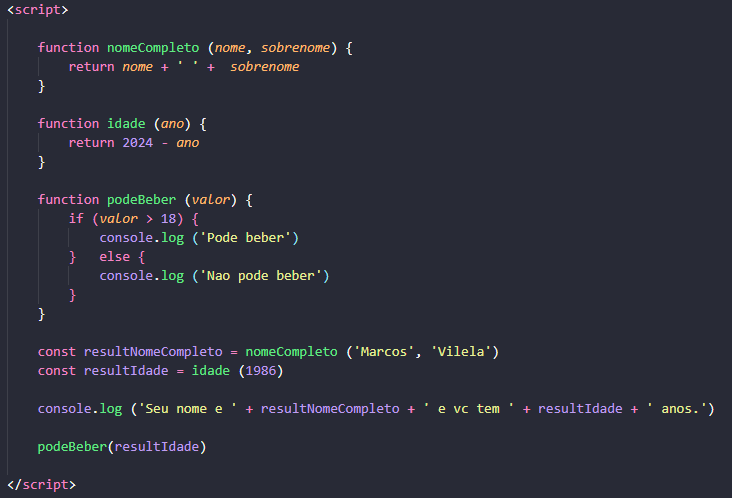 <script>
function nomeCompleto (nome, sobrenome) {
return nome + ' ' +  sobrenome
}
function idade (ano) {
return 2024 - ano
}
function podeBeber (valor) {
if (valor > 18) {
console.log ('Pode beber')
}   else {
console.log ('Nao pode beber')
}
}
const resultNomeCompleto = nomeCompleto ('Marcos', 'Vilela')
const resultIdade = idade (1986)
console.log ('Seu nome e ' + resultNomeCompleto + ' e vc tem ' + resultIdade + ' anos.')
podeBeber(resultIdade)
</script>